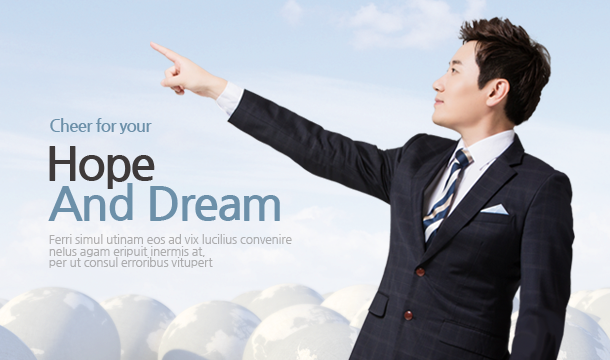 Cheer for your
Hope
And Dream
Ferri simul utinam eos ad vix lucilius convenire
nelus agam eripuit inermis at,
per ut consul erroribus vitupert